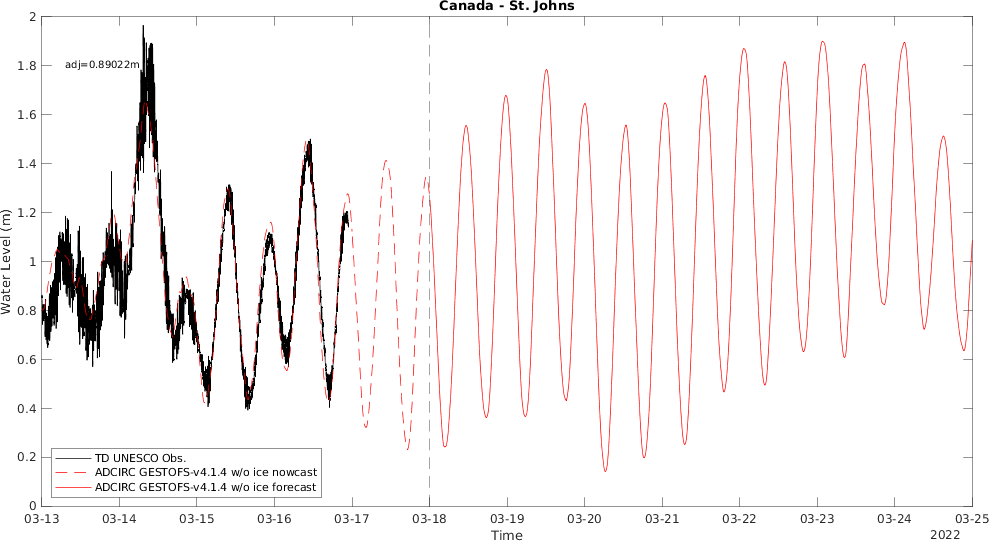 Canada - St. Johns
adj=0.89022m
Water Level (m)
2
1.8
1.6
1.4
1.2
1
0.8
0.6
0.4
0.2
0
TD UNESCO Obs.
ADCIRC GESTOFS-v4.1.4 w/o ice nowcast
ADCIRC GESTOFS-v4.1.4 w/o ice forecast
03-13 03-14 03-15 03-16 03-17 03-18 03-19 03-20 03-21 03-22 03-23 03-24 03-25
Time
2022